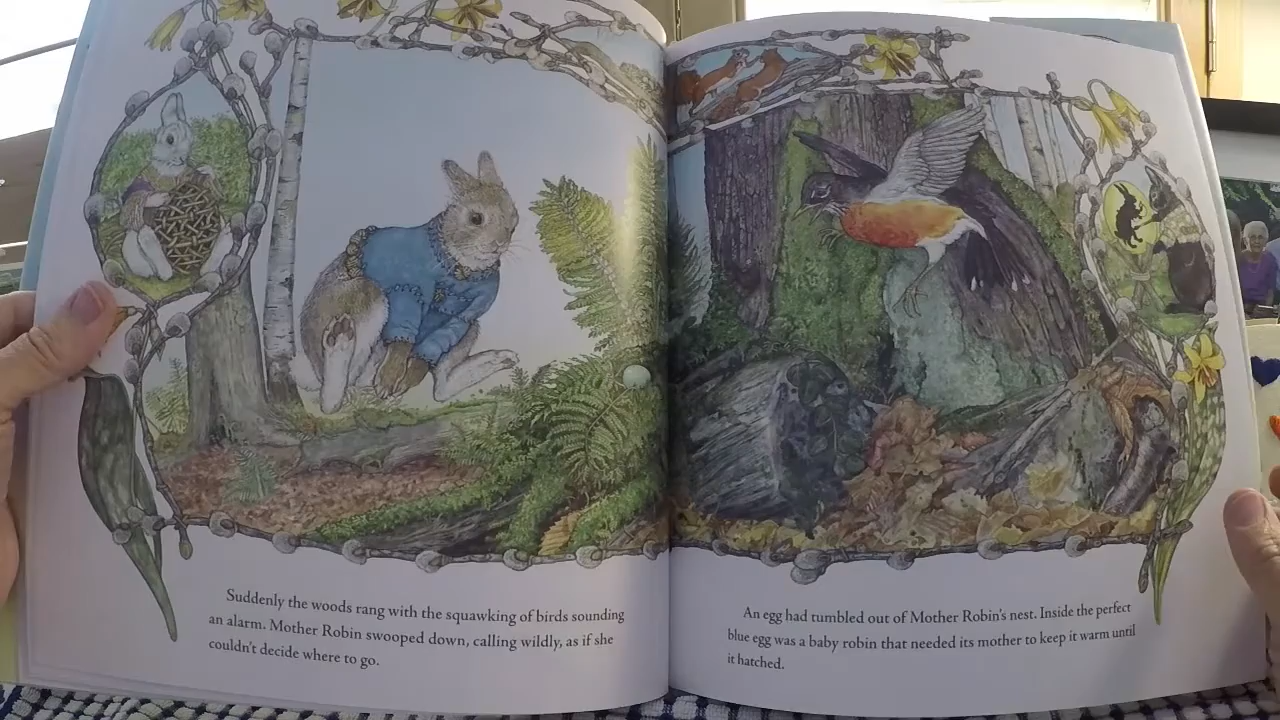 Suddenly the woods rang with the squawking of birds sounding
an alarm. Mother Robin swooped down, calling wildly, as if she
couldn't decide where to go.
An egg had tumbled out of Mother Robin's nest. Inside the perfect
blue egg was a baby robin that needed its mother to keep it warm until
it hatched.